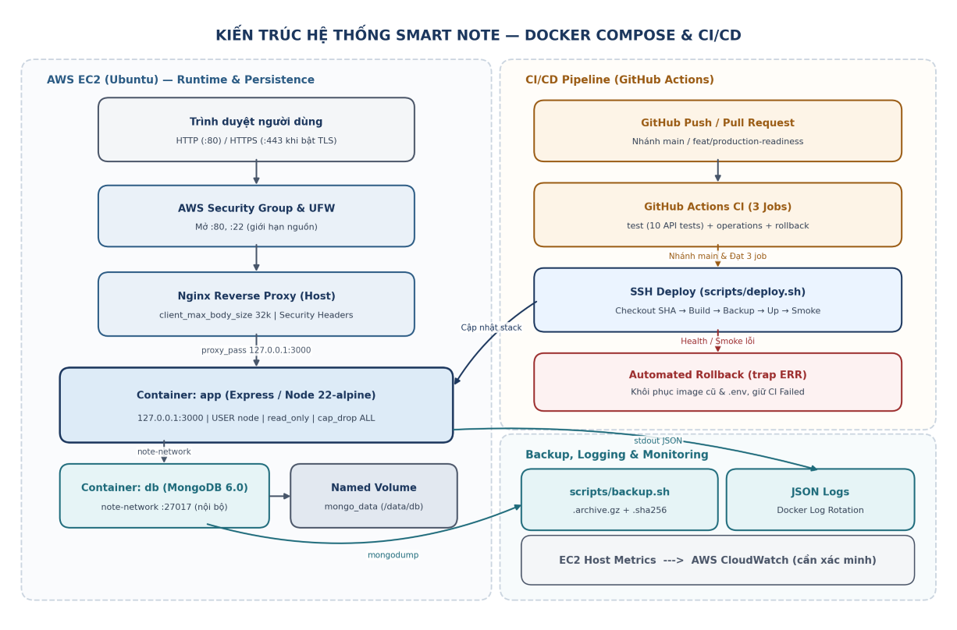 KIẾN TRÚC HỆ THỐNG SMART NOTE — DOCKER COMPOSE & CI/CD
AWS EC2 (Ubuntu) — Runtime & Persistence
Trình duyệt người dùng
HTTP (:80) / HTTPS (:443 khi bật TLS)
AWS Security Group & UFW
Mở :80, :22 (giới hạn nguồn)
Nginx Reverse Proxy (Host)
client_max_body_size 32k | Security Headers
proxy_pass 127.0.0.1:3000
Container: app (Express / Node 22-alpine)
127.0.0.1:3000 | USER node | read_only | cap_drop ALL
note-network
Container: db (MongoDB 6.0)
note-network :27017 (nội bộ)
Named Volume
mongo_data (/data/db)
mongodump
Cập nhật stack
CI/CD Pipeline (GitHub Actions)
GitHub Push / Pull Request
Nhánh main / feat/production-readiness
GitHub Actions CI (3 Jobs)
test (10 API tests) + operations + rollback
Nhánh main & Đạt 3 job
SSH Deploy (scripts/deploy.sh)
Checkout SHA → Build → Backup → Up → Smoke
Health / Smoke lỗi
Automated Rollback (trap ERR)
Khôi phục image cũ & .env, giữ CI Failed
stdout JSON
Backup, Logging & Monitoring
scripts/backup.sh
.archive.gz + .sha256
JSON Logs
Docker Log Rotation
EC2 Host Metrics ---> AWS CloudWatch (cần xác minh)